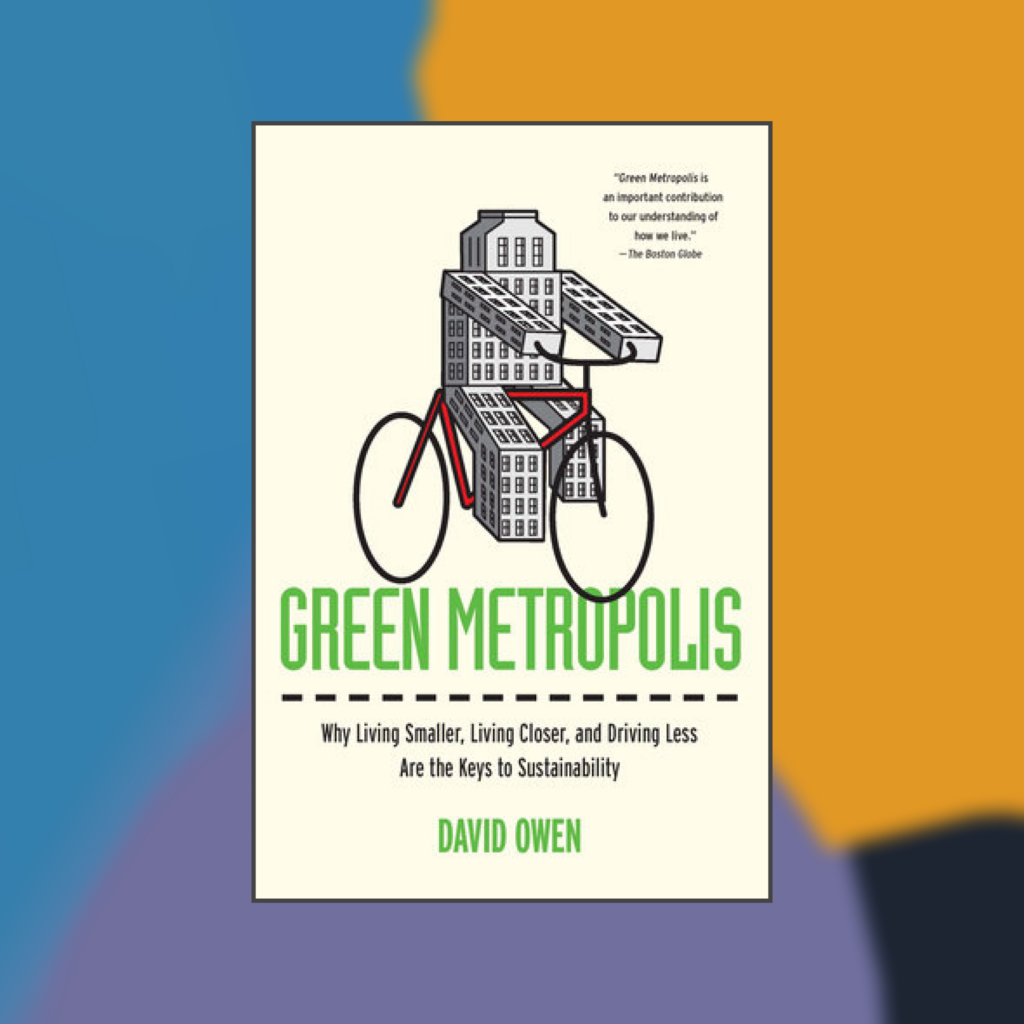 "Green Metropolis is
an important contribution
to our understanding of
how we live."
—The Boston Globe
GREEN METROPOLIS
Why Living Smaller, Living Closer, and Driving Less
Are the Keys to Sustainability
DAVID OWEN